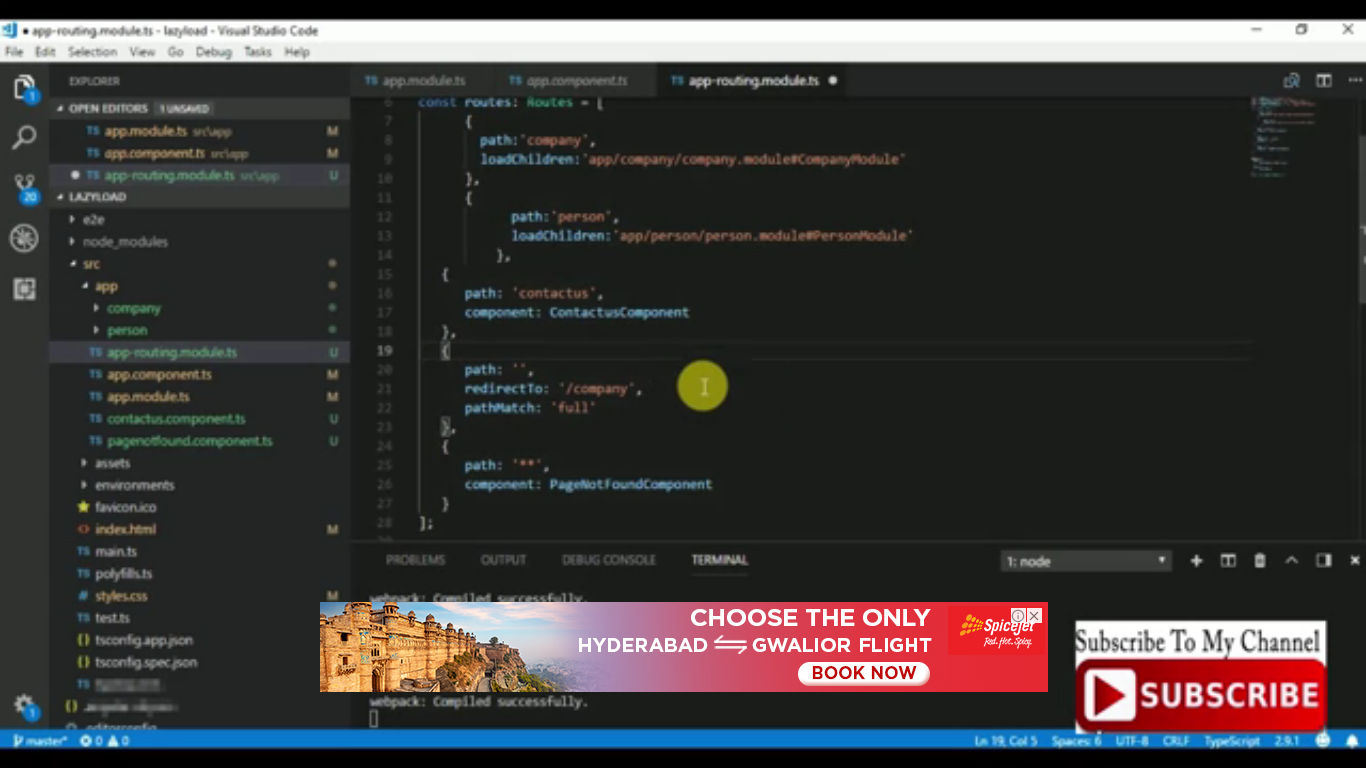 app-routing.module.ts - lazyload - Visual Studio Code
File Edit Selection View Go Debug Tasks Help
EXPLORER
OPEN EDITORS 1 UNSAVED
TS app.module.ts src\app M
TS app.component.ts src\app M
TS app-routing.module.ts src\app U
LAZYLOAD
e2e
node_modules
src
app
company
person
TS app-routing.module.ts U
TS app.component.ts M
TS app.module.ts M
TS contactus.component.ts U
TS pagenotfound.component.ts U
assets
environments
favicon.ico
index.html M
TS main.ts
TS polyfills.ts
# styles.css M
TS test.ts
{} tsconfig.app.json
{} tsconfig.spec.json
TS
{}
.editorconfig
1
20
1
TS app.module.ts TS app.component.ts TS app-routing.module.ts
6 const routes: Routes = [
7 {
8 path:'company',
9 loadChildren:'app/company/company.module#CompanyModule'
10 },
11 {
12 path:'person',
13 loadChildren:'app/person/person.module#PersonModule'
14 },
15 {
16 path: 'contactus',
17 component: ContactusComponent
18 },
19 {
20 path: '',
21 redirectTo: '/company',
22 pathMatch: 'full'
23 },
24 {
25 path: '**',
26 component: PageNotFoundComponent
27 }
28 ];
PROBLEMS OUTPUT DEBUG CONSOLE TERMINAL 1: node
webpack: Compiled successfully.
CHOOSE THE ONLY
HYDERABAD GWALIOR FLIGHT
BOOK NOW
SpiceJet
Red. Hot. Spicy.
webpack: Compiled successfully.
Subscribe To My Channel
SUBSCRIBE
master* 0 0 Ln 19, Col 5 Spaces: 6 UTF-8 CRLF TypeScript 2.9.1